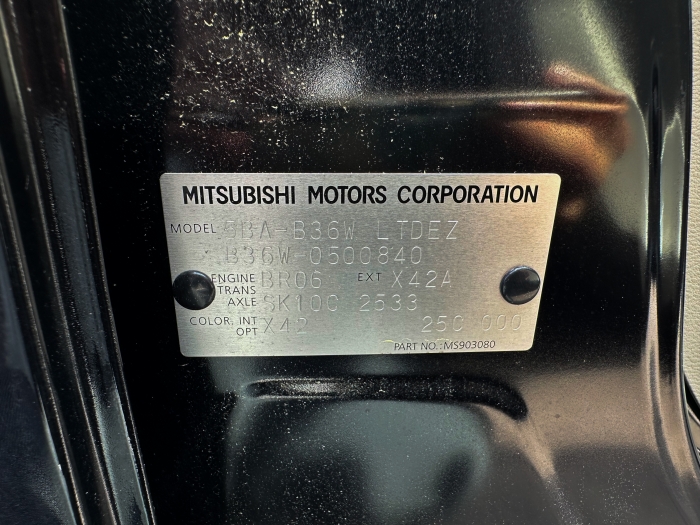 MITSUBISHI MOTORS CORPORATION
MODEL 5BA-B36W LTDEZ
B36W-0500840
ENGINE BR06 EXT X42A
TRANS
AXLE SK10C 2533
COLOR, INT X42 250 000
OPT
PART NO.:MS903080